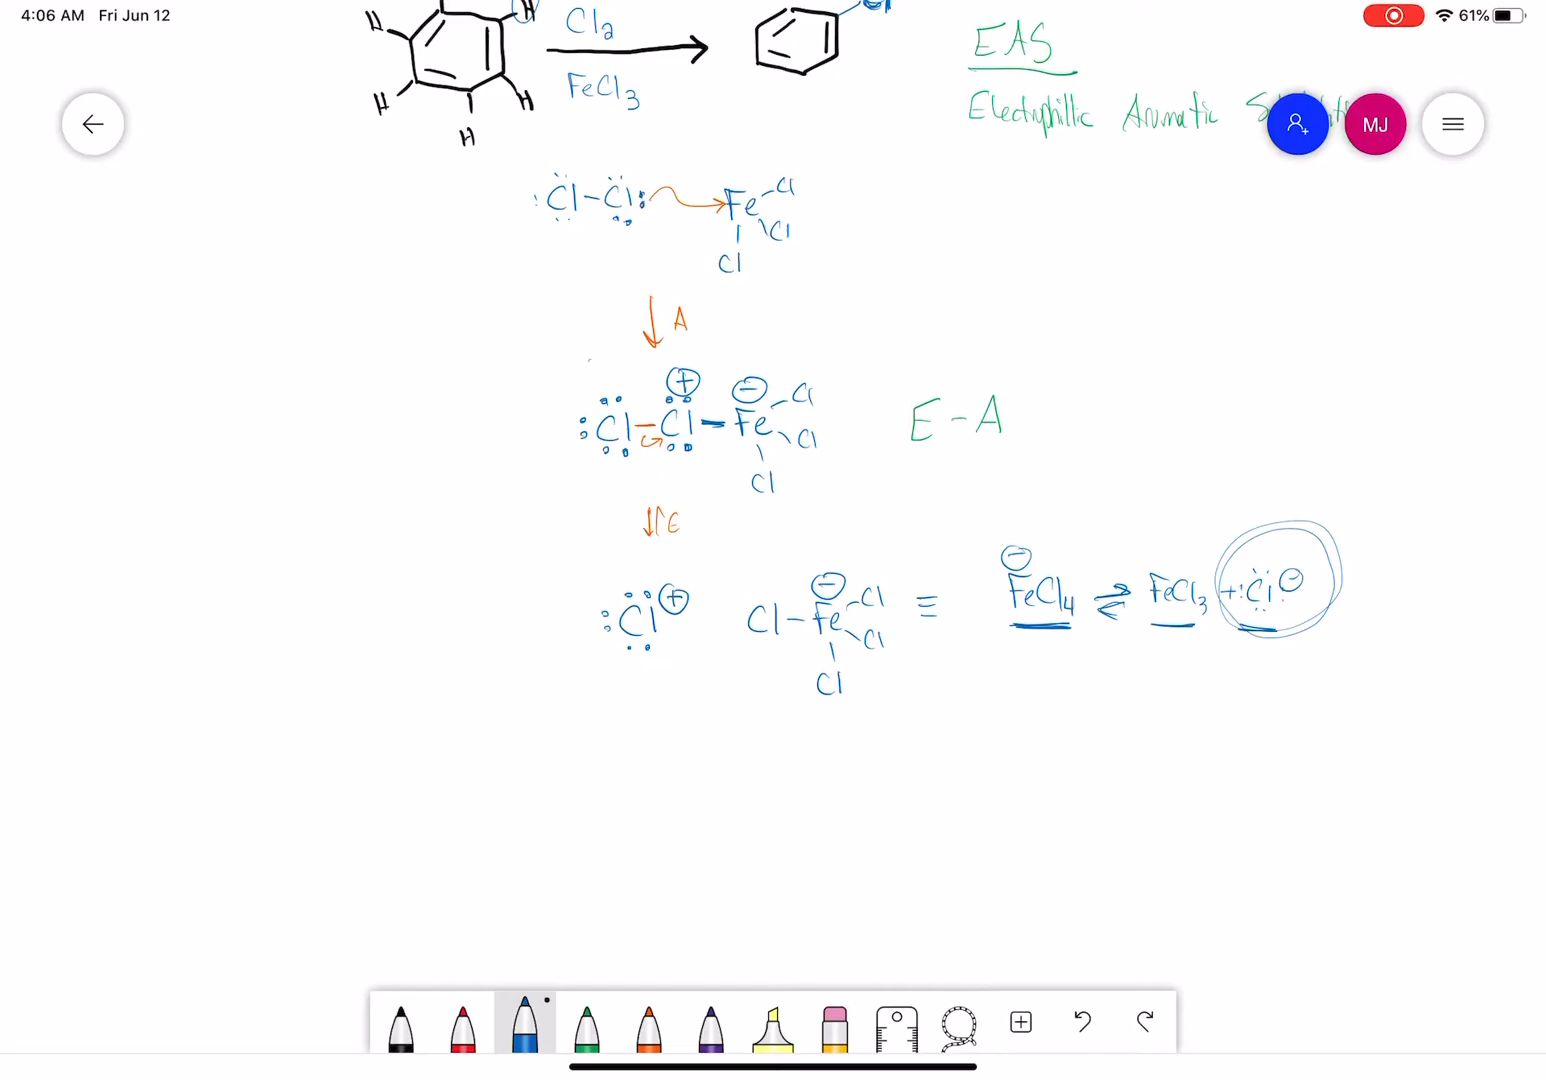 4:06 AM Fri Jun 12
61%
H
H
H
H
H
Cl2
FeCl3
EAS
Electrophillic Aromatic
MJ
:Cl-Cl: Fe Cl
Cl
Cl
A
+ -
:Cl-Cl-Fe Cl
Cl
Cl
E-A
E
:Cl +
Cl-Fe - Cl
Cl
Cl
≡ FeCl4 - ⇌ FeCl3 + :Cl -